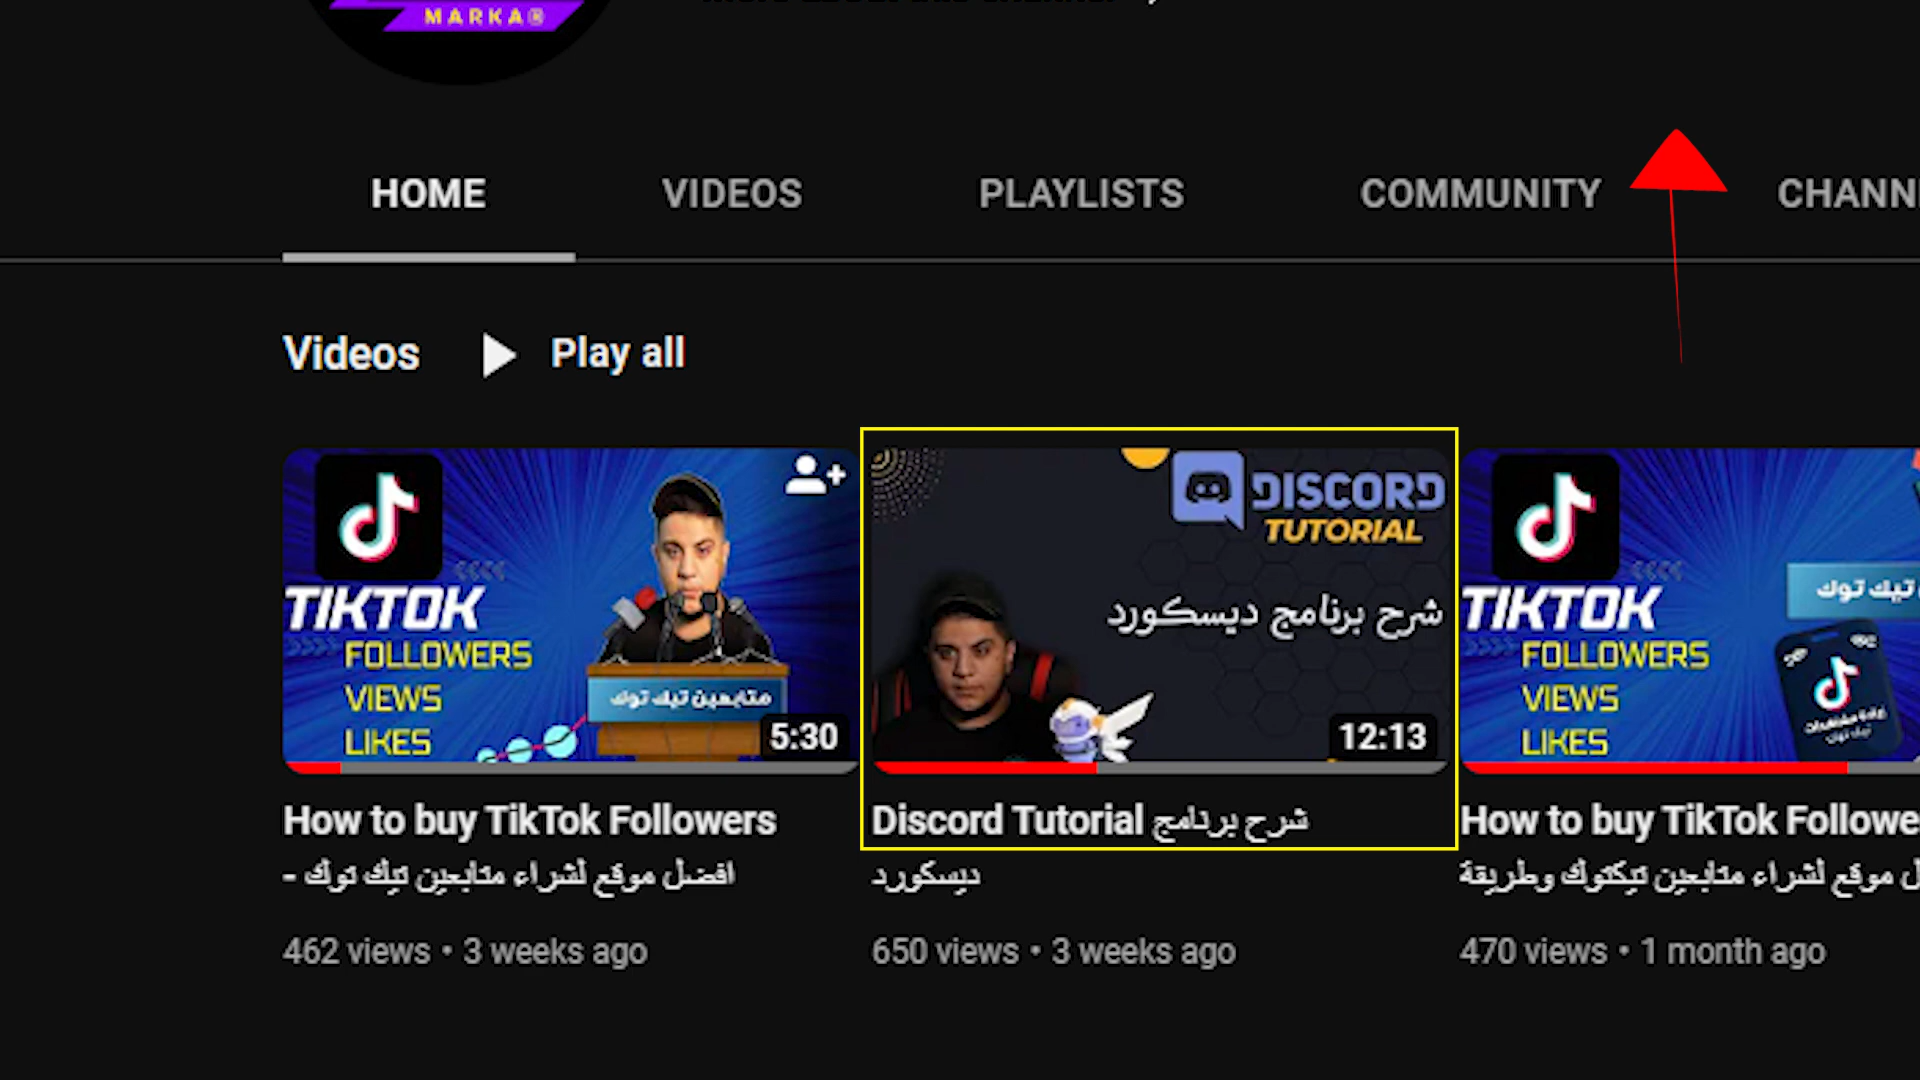 MARKA®
HOME
VIDEOS
PLAYLISTS
COMMUNITY
CHANN
Videos
Play all
TIKTOK
FOLLOWERS
VIEWS
LIKES
متابعين تيك توك
5:30
How to buy TikTok Followers
افضل موقع لشراء متابعين تيك توك -
462 views • 3 weeks ago
DISCORD
TUTORIAL
شرح برنامج ديسكورد
12:13
Discord Tutorial شرح برنامج
ديسكورد
650 views • 3 weeks ago
TIKTOK
FOLLOWERS
VIEWS
LIKES
تيك توك
How to buy TikTok Followe
موقع لشراء متابعين تيكتوك وطريقة
470 views • 1 month ago